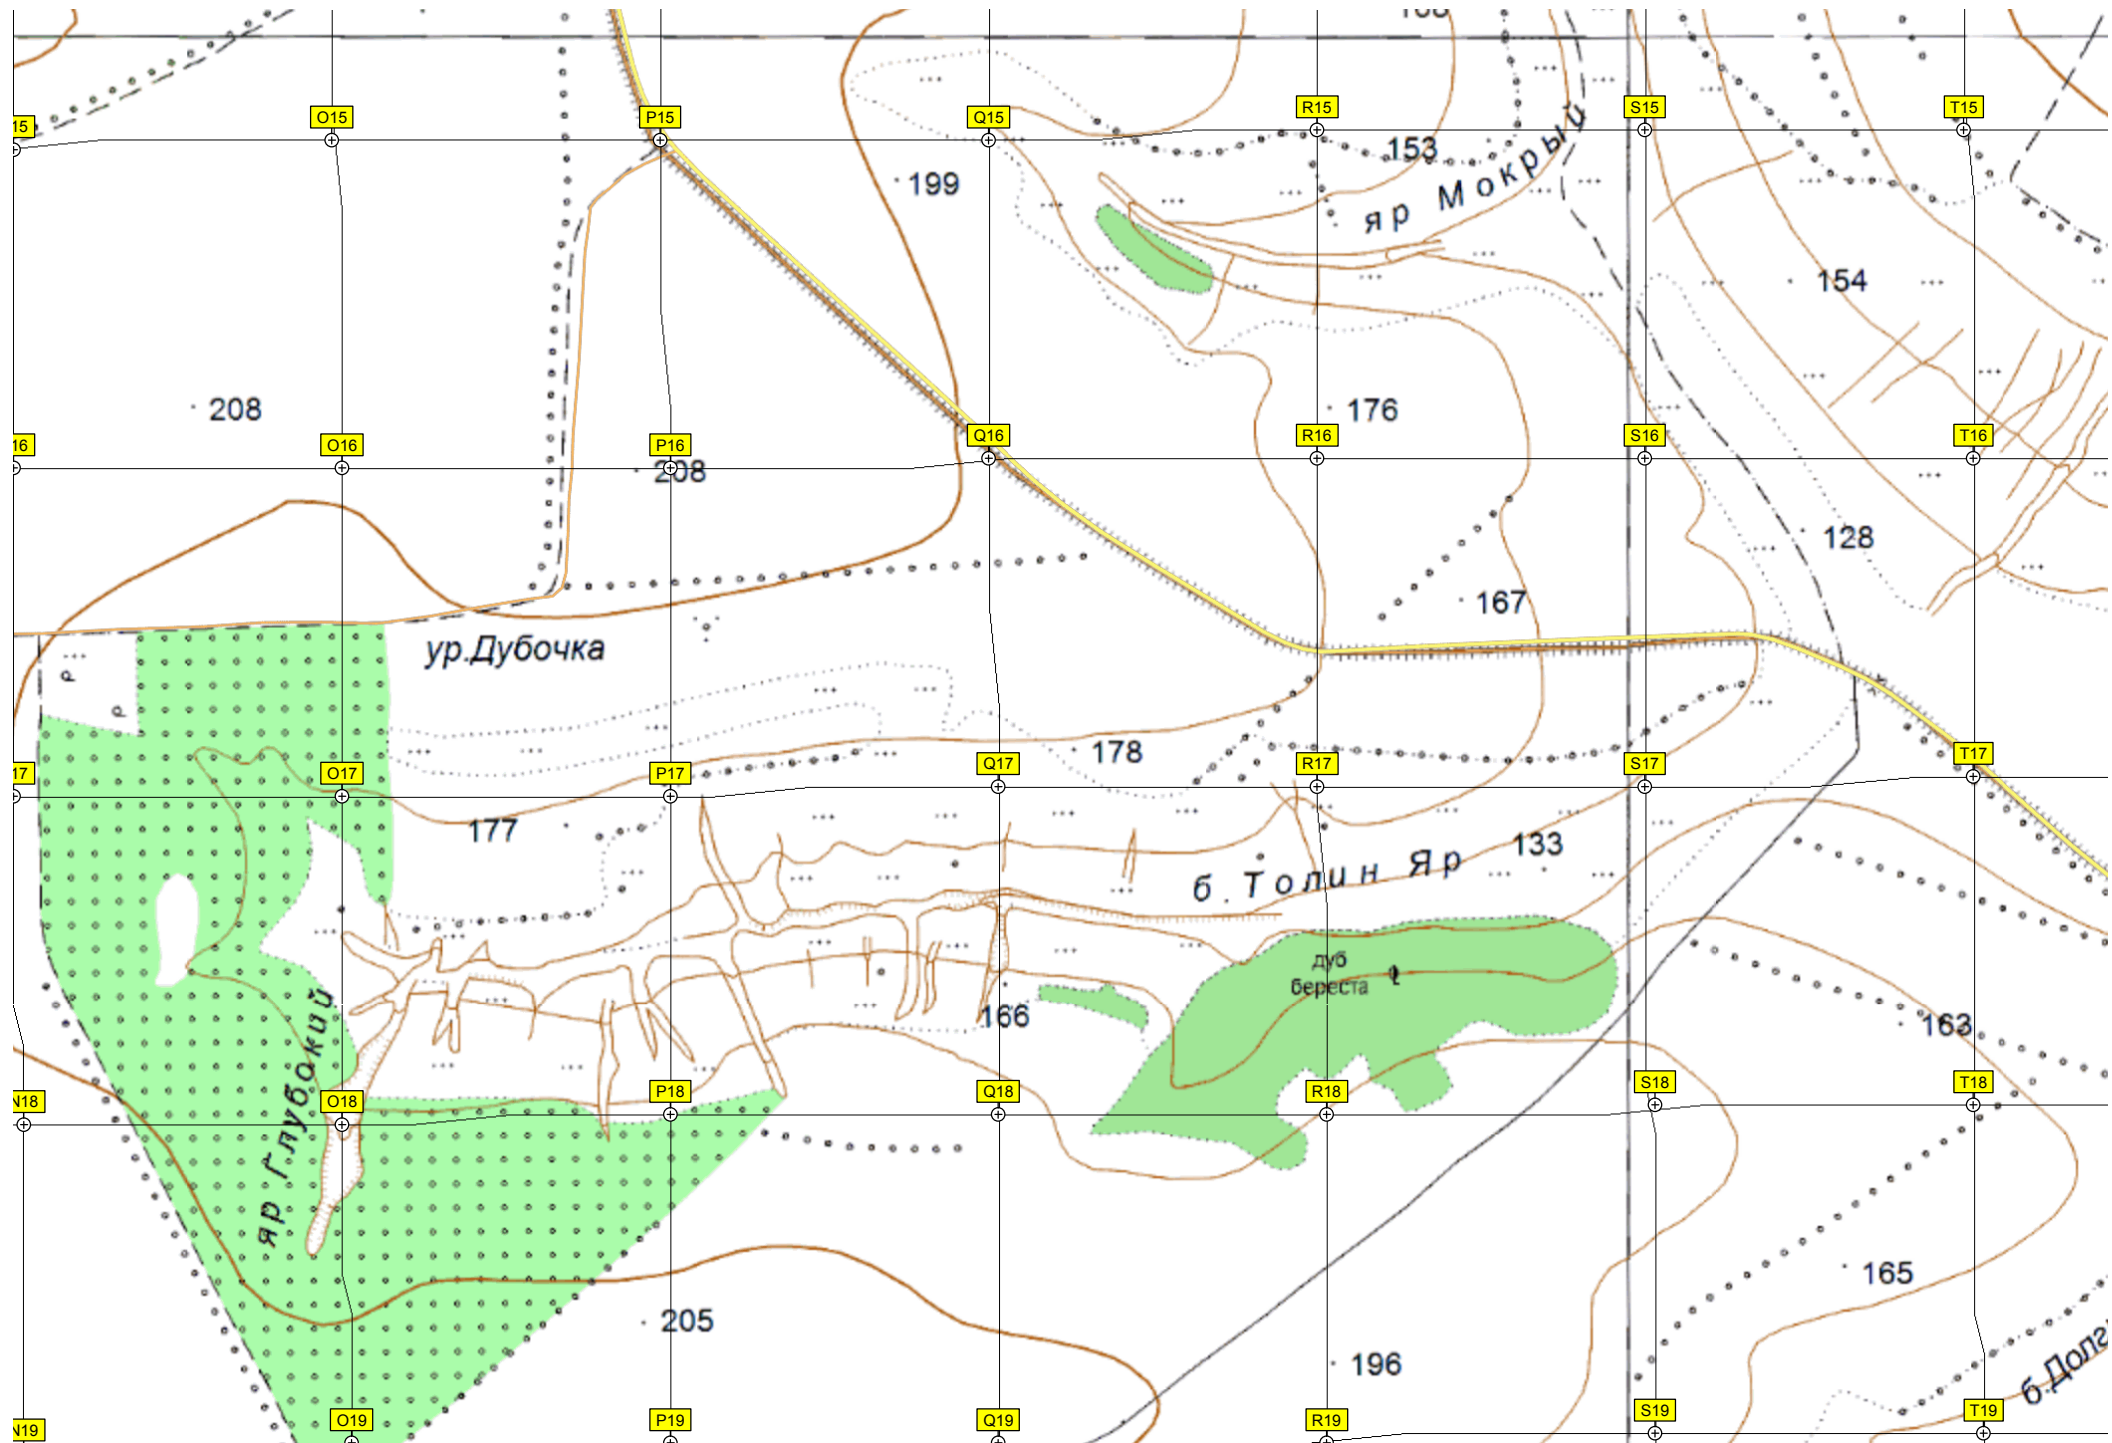 O15
P15
Q15
R15
S15
T15
153
199
яр Мокрый
154
208
176
O16
P16
Q16
R16
S16
T16
208
128
167
ур.Дубочка
Р
Р
178
O17
P17
Q17
R17
S17
T17
177
133
б. Толин Яр
дуб
береста
166
163
яр Глубокий
N18
O18
P18
Q18
R18
S18
T18
165
205
196
N19
O19
P19
Q19
R19
S19
T19